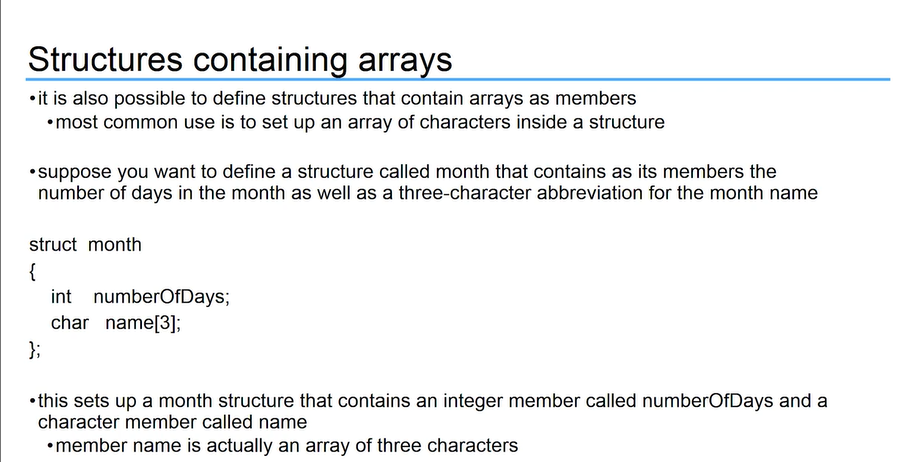 Structures containing arrays
•it is also possible to define structures that contain arrays as members
•most common use is to set up an array of characters inside a structure
•suppose you want to define a structure called month that contains as its members the
number of days in the month as well as a three-character abbreviation for the month name
struct month
{
int numberOfDays;
char name[3];
};
•this sets up a month structure that contains an integer member called numberOfDays and a
character member called name
•member name is actually an array of three characters